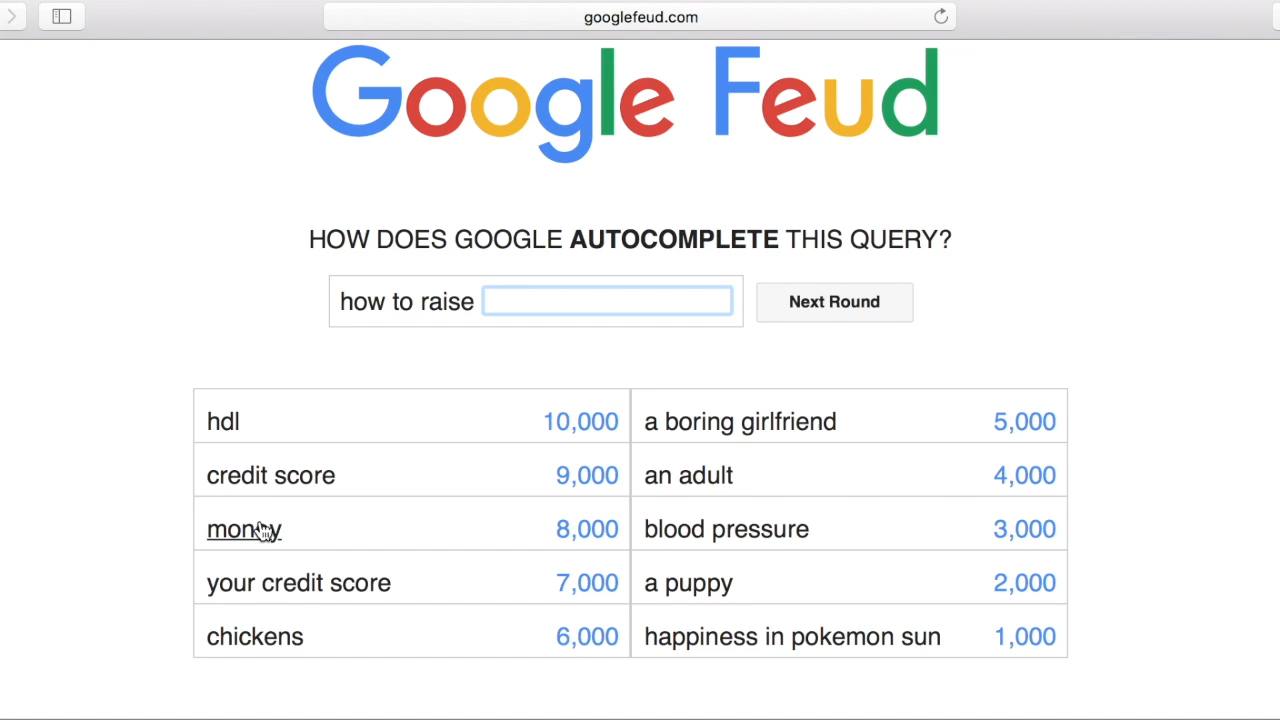 googlefeud.com
Google Feud
HOW DOES GOOGLE AUTOCOMPLETE THIS QUERY?
how to raise
Next Round
hdl 10,000
credit score 9,000
money 8,000
your credit score 7,000
chickens 6,000
a boring girlfriend 5,000
an adult 4,000
blood pressure 3,000
a puppy 2,000
happiness in pokemon sun 1,000